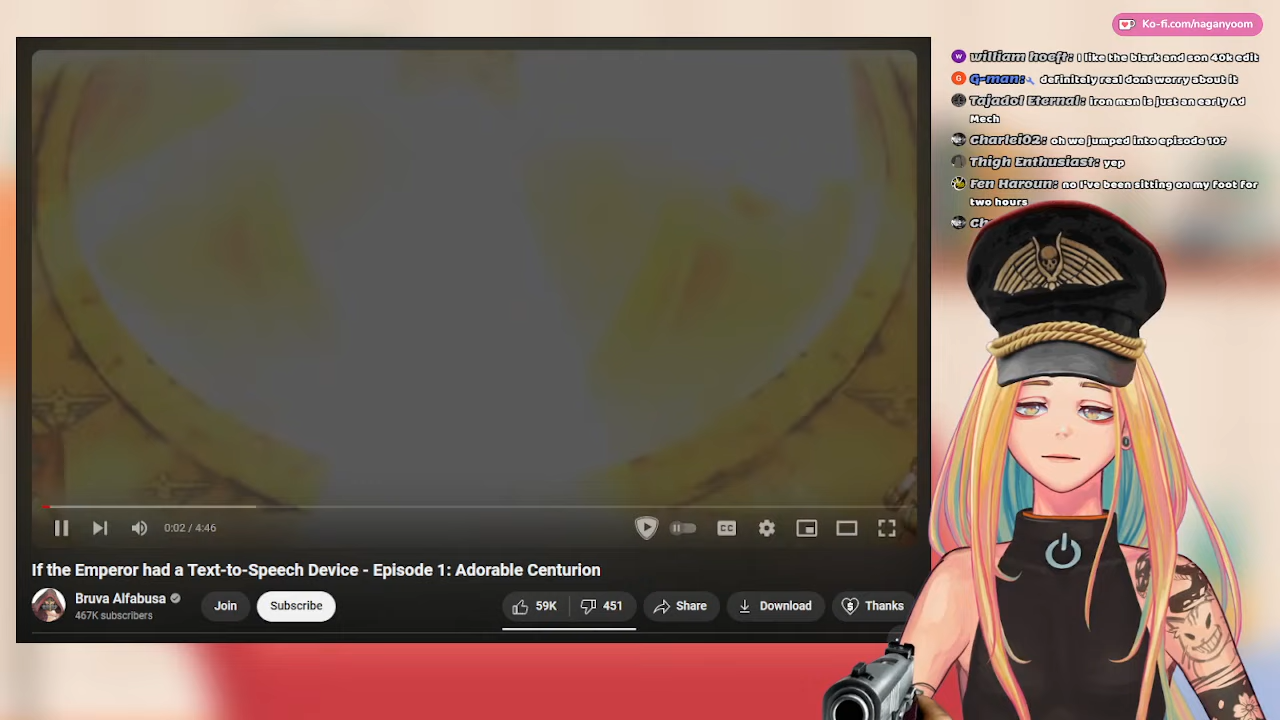 Ko-fi.com/naganyoom
william hoeft: I like the blark and son 40k edit
G-man: definitely real dont worry about it
Tajadol Eternal: iron man is just an early Ad
Mech
Charlei02: oh we jumped into episode 10?
Thigh Enthusiast: yep
Fen Haroun: no I've been sitting on my foot for
two hours
0:02 / 4:46
CC
If the Emperor had a Text-to-Speech Device - Episode 1: Adorable Centurion
Bruva Alfabusa
467K subscribers
Join
Subscribe
59K
451
Share
Download
Thanks